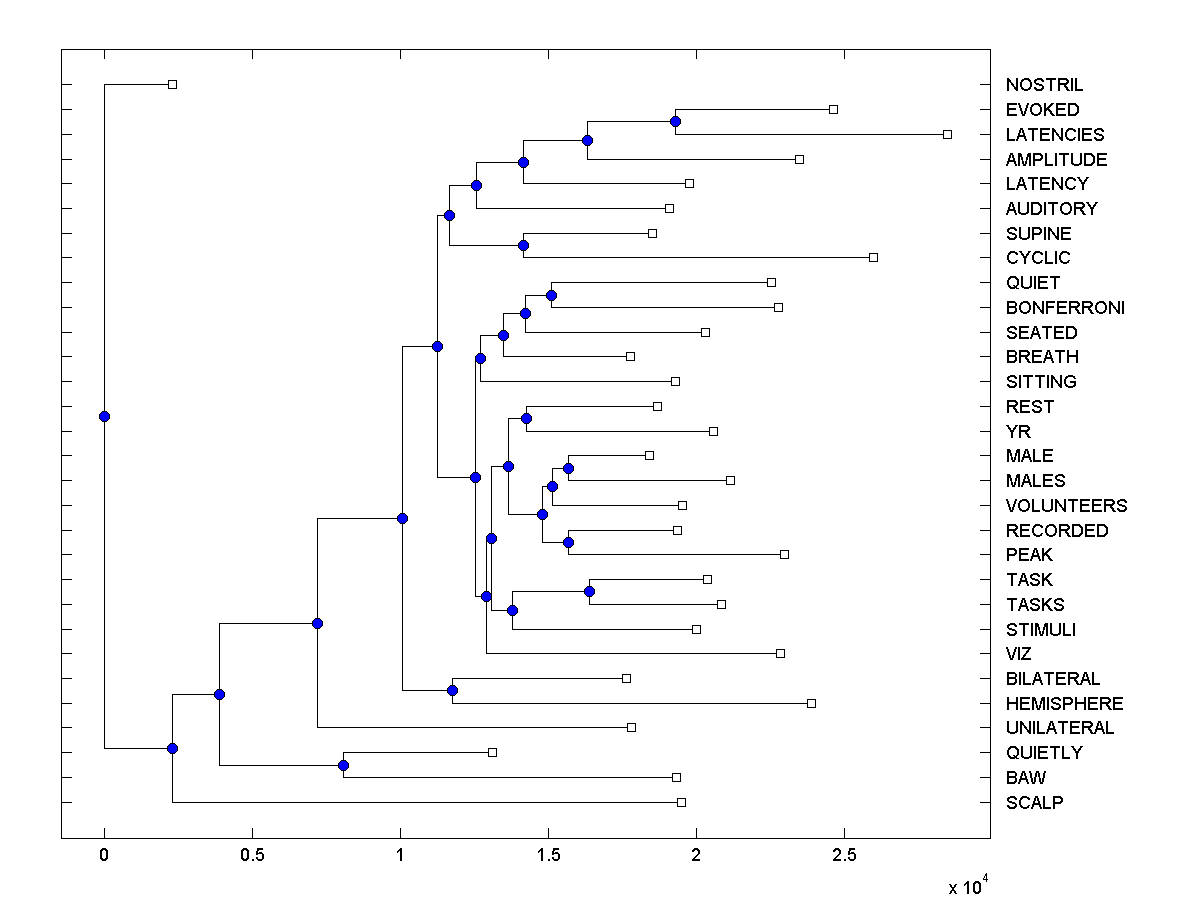 NOSTRIL
EVOKED
LATENCIES
AMPLITUDE
LATENCY
AUDITORY
SUPINE
CYCLIC
QUIET
BONFERRONI
SEATED
BREATH
SITTING
REST
YR
MALE
MALES
VOLUNTEERS
RECORDED
PEAK
TASK
TASKS
STIMULI
VIZ
BILATERAL
HEMISPHERE
UNILATERAL
QUIETLY
BAW
SCALP
0 0.5 1 1.5 2 2.5
x 10^4